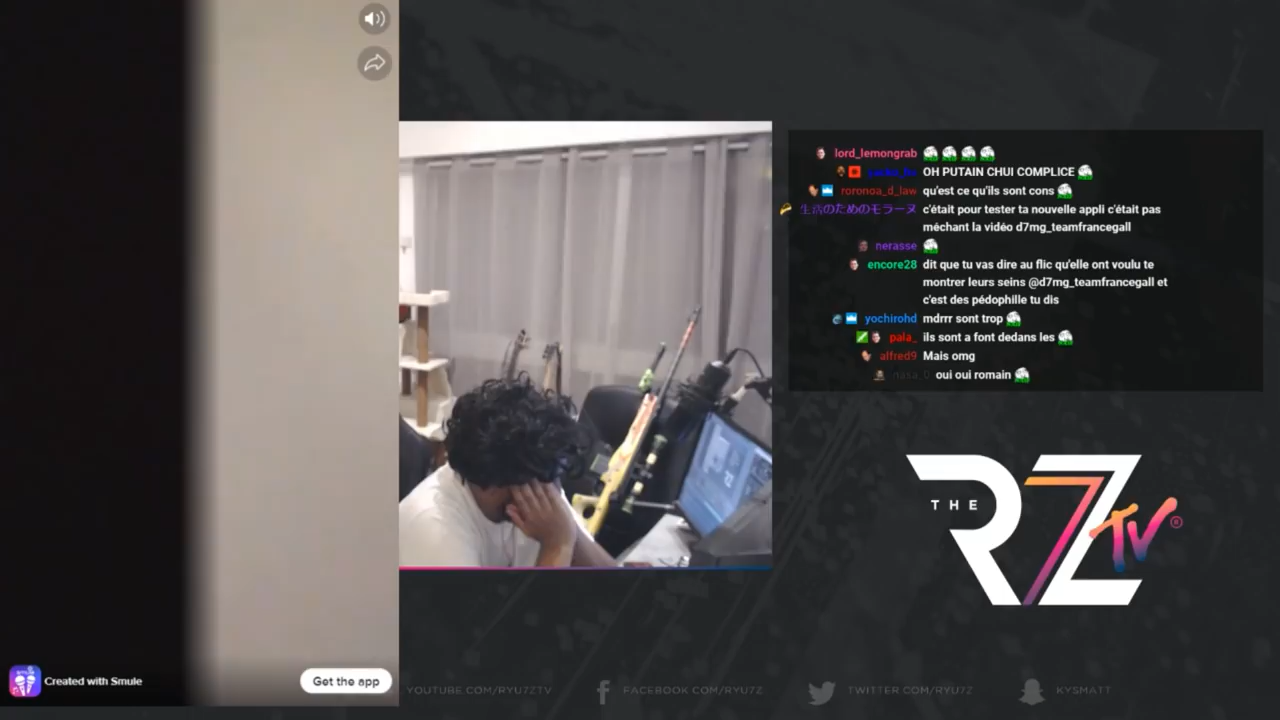 lord_lemongrab
OH PUTAIN CHUI COMPLICE
roronoa_d_law qu'est ce qu'ils sont cons
生活のためのモラーヌ c'était pour tester ta nouvelle appli c'était pas
méchant la vidéo d7mg_teamfrancegall
nerasse
encore28 dit que tu vas dire au flic qu'elle ont voulu te
montrer leurs seins @d7mg_teamfrancegall et
c'est des pédophille tu dis
yochirohd mdrrr sont trop
pala_ ils sont a font dedans les
alfred9 Mais omg
oui oui romain
THE
R7Z TV
Created with Smule
Get the app
YOUTUBE.COM/RYU7ZTV
FACEBOOK.COM/RYU7Z
TWITTER.COM/RYU7Z
KYSMATT